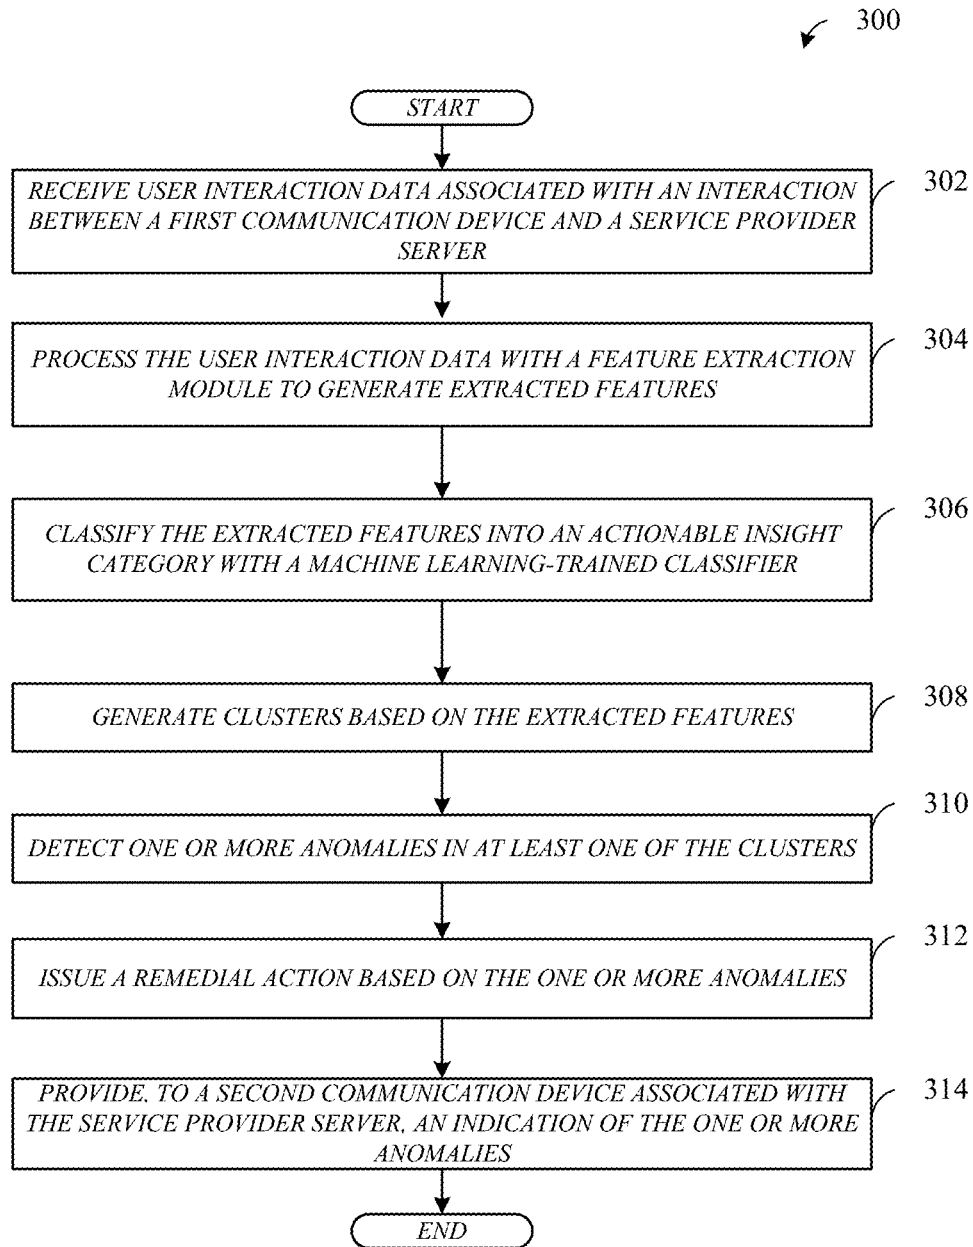 300
START
RECEIVE USER INTERACTION DATA ASSOCIATED WITH AN INTERACTION
BETWEEN A FIRST COMMUNICATION DEVICE AND A SERVICE PROVIDER
SERVER
302
PROCESS THE USER INTERACTION DATA WITH A FEATURE EXTRACTION
MODULE TO GENERATE EXTRACTED FEATURES
304
CLASSIFY THE EXTRACTED FEATURES INTO AN ACTIONABLE INSIGHT
CATEGORY WITH A MACHINE LEARNING-TRAINED CLASSIFIER
306
GENERATE CLUSTERS BASED ON THE EXTRACTED FEATURES
308
DETECT ONE OR MORE ANOMALIES IN AT LEAST ONE OF THE CLUSTERS
310
ISSUE A REMEDIAL ACTION BASED ON THE ONE OR MORE ANOMALIES
312
PROVIDE, TO A SECOND COMMUNICATION DEVICE ASSOCIATED WITH
THE SERVICE PROVIDER SERVER, AN INDICATION OF THE ONE OR MORE
ANOMALIES
314
END